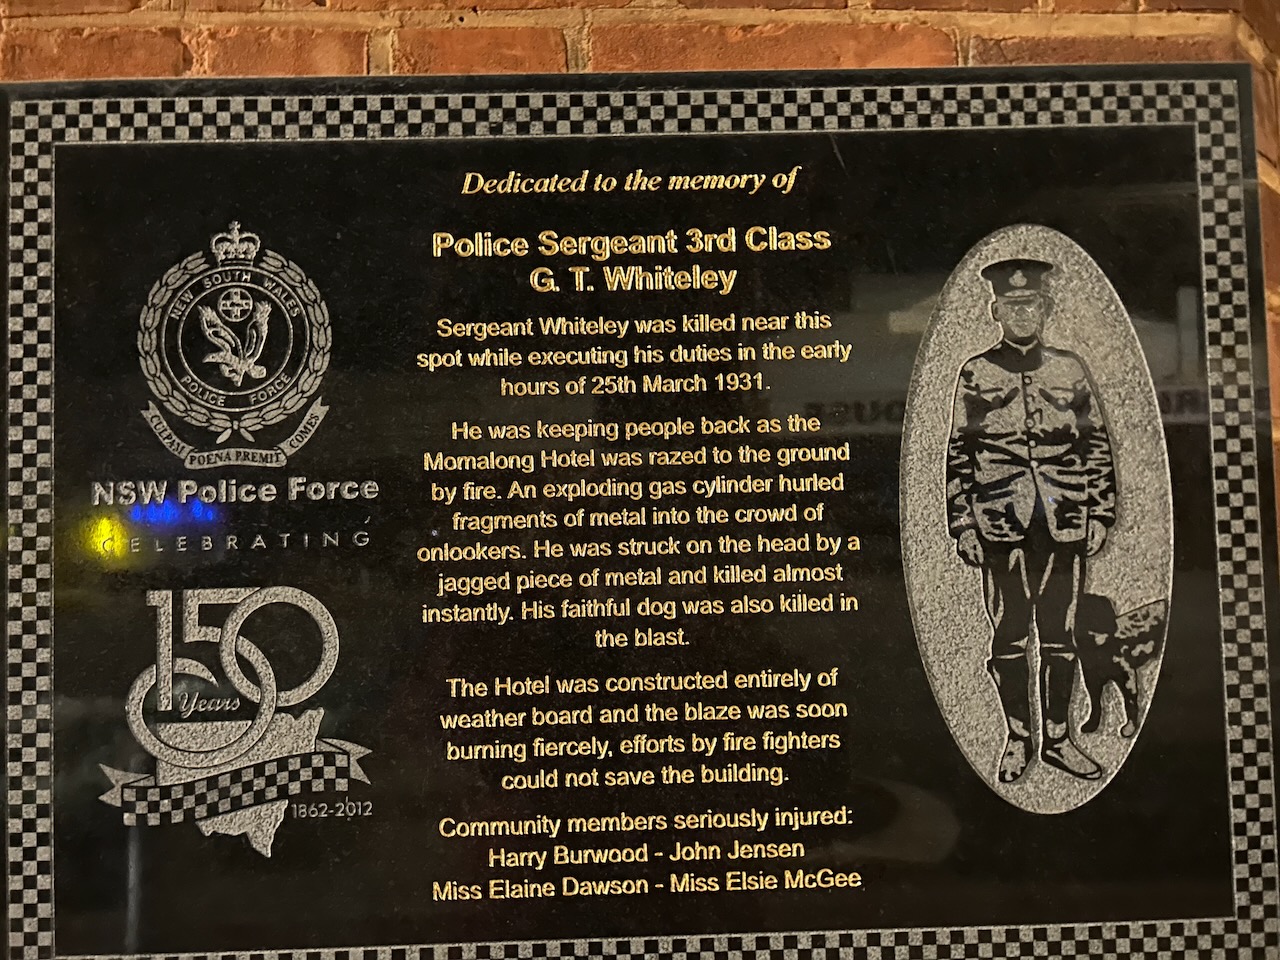 Dedicated to the memory of
Police Sergeant 3rd Class
G. T. Whiteley
Sergeant Whiteley was killed near this
spot while executing his duties in the early
hours of 25th March 1931.
He was keeping people back as the
Momalong Hotel was razed to the ground
by fire. An exploding gas cylinder hurled
fragments of metal into the crowd of
onlookers. He was struck on the head by a
jagged piece of metal and killed almost
instantly. His faithful dog was also killed in
the blast.
The Hotel was constructed entirely of
weather board and the blaze was soon
burning fiercely, efforts by fire fighters
could not save the building.
Community members seriously injured:
Harry Burwood - John Jensen
Miss Elaine Dawson - Miss Elsie McGee
NEW SOUTH WALES
POLICE FORCE
CULPAM POENA PREMIT COMES
NSW Police Force
CELEBRATING
150
Years
1862-2012